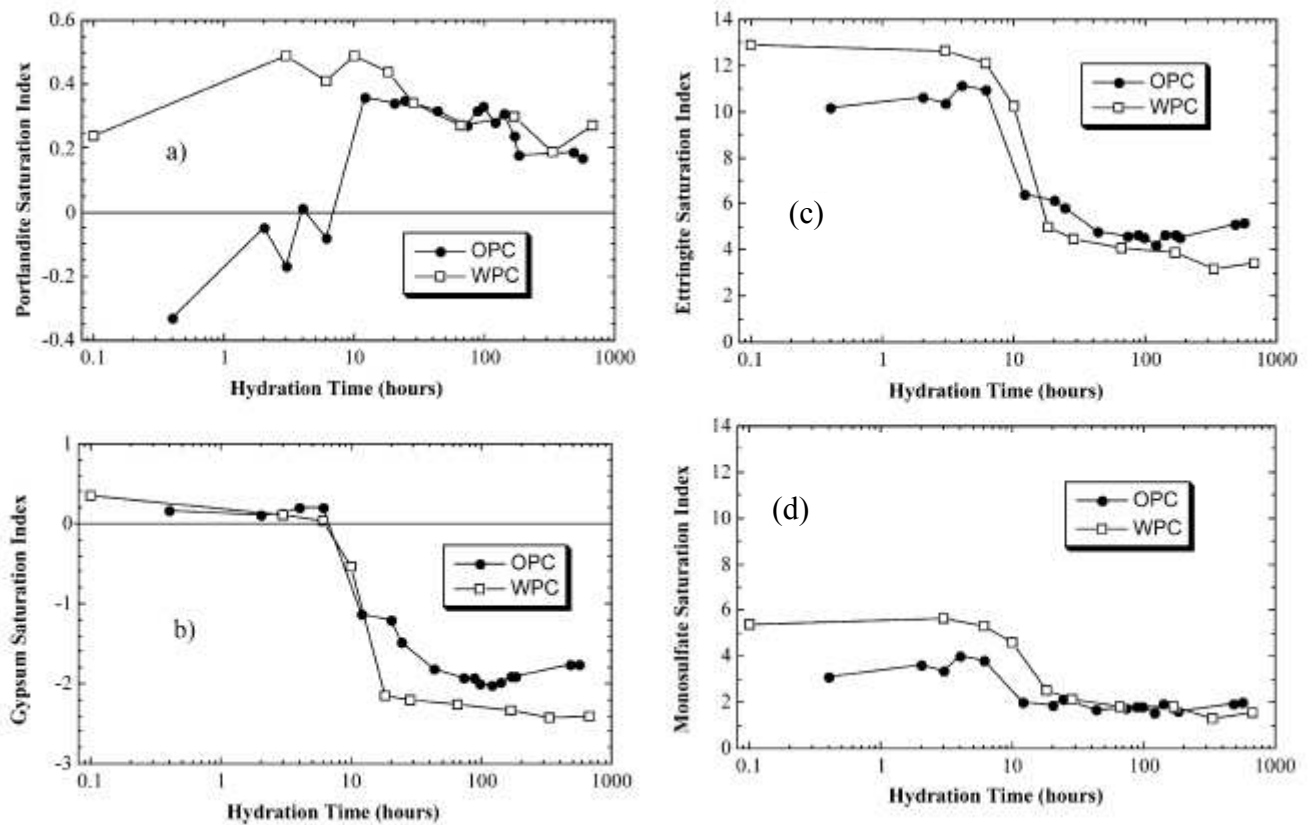 Portlandite Saturation Index
0.6
0.4
0.2
0
-0.2
-0.4
a)
OPC
WPC
0.1
1
10
100
1000
Hydration Time (hours)
Ettringite Saturation Index
14
12
10
8
6
4
2
0
(c)
OPC
WPC
0.1
1
10
100
1000
Hydration Time (hours)
Gypsum Saturation Index
1
0
-1
-2
-3
b)
OPC
WPC
0.1
1
10
100
1000
Hydration Time (hours)
Monosulfate Saturation Index
14
12
10
8
6
4
2
0
(d)
OPC
WPC
0.1
1
10
100
1000
Hydration Time (hours)